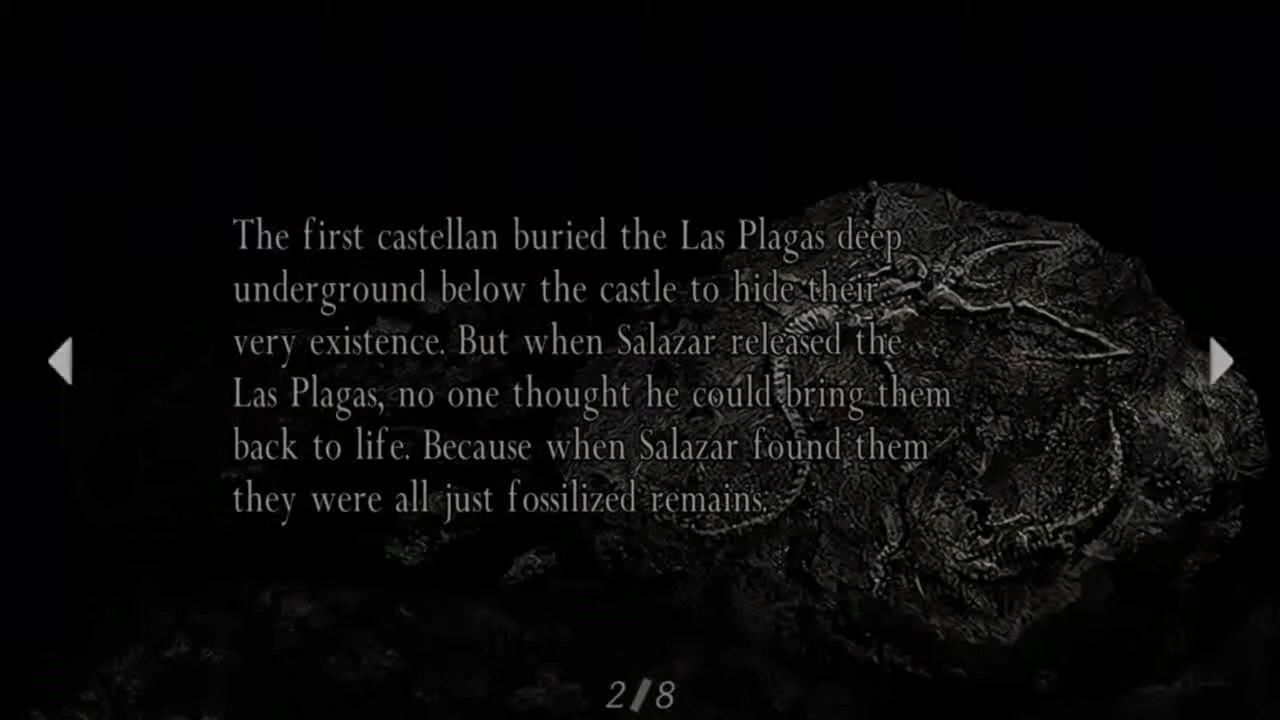 The first castellan buried the Las Plagas deep
underground below the castle to hide their
very existence. But when Salazar released the
Las Plagas, no one thought he could bring them
back to life. Because when Salazar found them
they were all just fossilized remains.
2/8